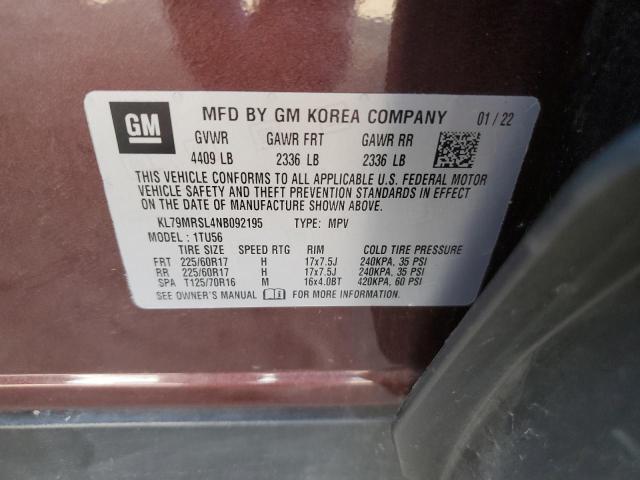 GM
MFD BY GM KOREA COMPANY 01/22
GVWR GAWR FRT GAWR RR
4409 LB 2336 LB 2336 LB
THIS VEHICLE CONFORMS TO ALL APPLICABLE U.S. FEDERAL MOTOR
VEHICLE SAFETY AND THEFT PREVENTION STANDARDS IN EFFECT
ON THE DATE OF MANUFACTURE SHOWN ABOVE.
KL79MRSL4NB092195 TYPE: MPV
MODEL: 1TU56
TIRE SIZE SPEED RTG RIM COLD TIRE PRESSURE
FRT 225/60R17 H 17x7.5J 240KPA, 35 PSI
RR 225/60R17 H 17x7.5J 240KPA, 35 PSI
SPA T125/70R16 M 16x4.0BT 420KPA, 60 PSI
SEE OWNER'S MANUAL FOR MORE INFORMATION.